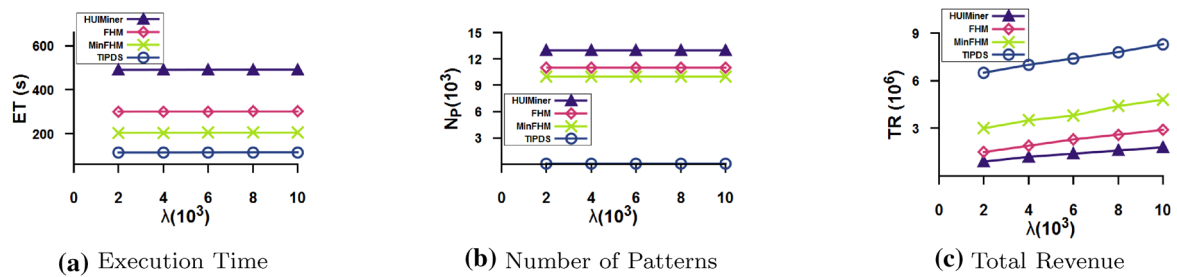 HUIMiner
FHM
MinFHM
TIPDS
ET (s)
600
400
200
0 2 4 6 8 10
λ(10³)
(a) Execution Time
15
12
9
6
3
N_P(10³)
HUIMiner
FHM
MinFHM
TIPDS
0 2 4 6 8 10
λ(10³)
(b) Number of Patterns
HUIMiner
FHM
MinFHM
TIPDS
TR (10⁶)
9
6
3
0 2 4 6 8 10
λ(10³)
(c) Total Revenue